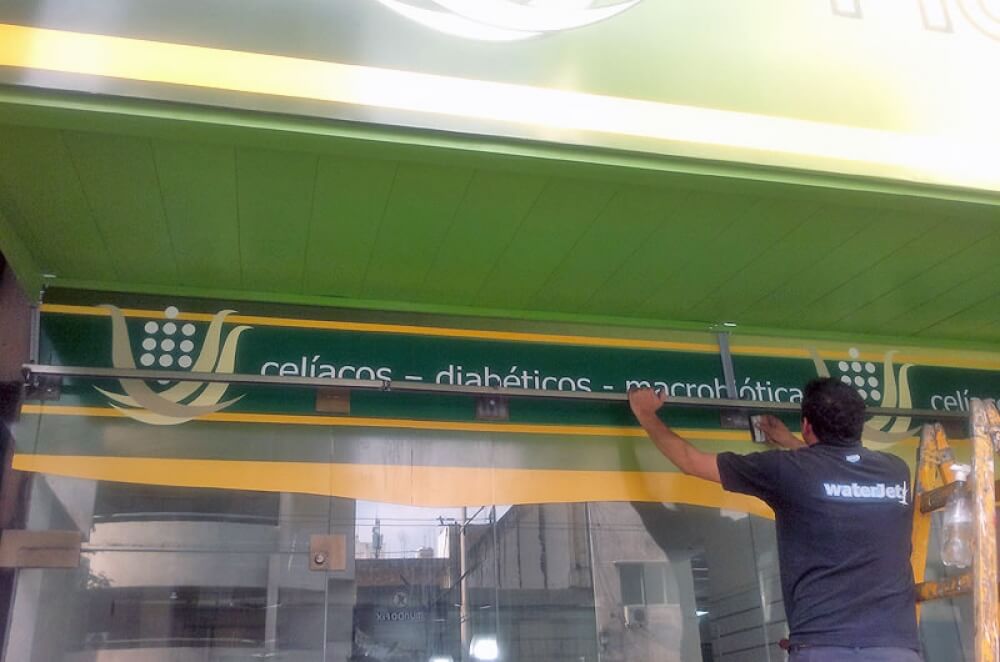 celíacos – diabéticos - macrobiótica
celíac
waterJet